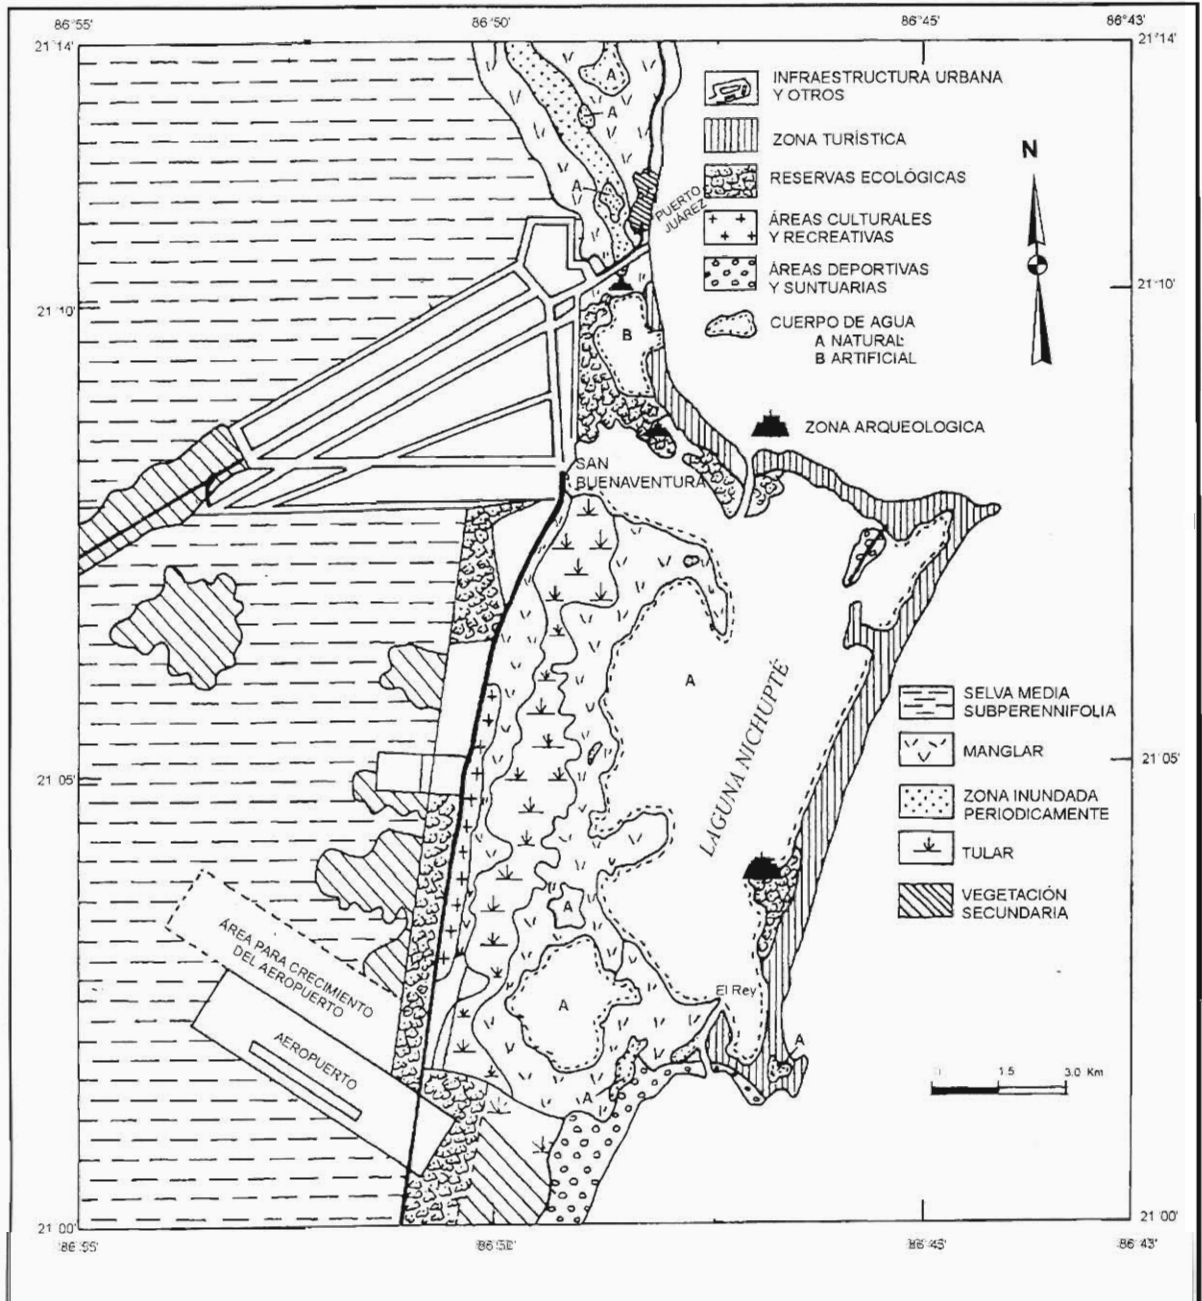 86°55'
86°50'
86°45'
86°43'
21°14'
21°14'
INFRAESTRUCTURA URBANA
Y OTROS
ZONA TURÍSTICA
RESERVAS ECOLÓGICAS
ÁREAS CULTURALES
Y RECREATIVAS
ÁREAS DEPORTIVAS
Y SUNTUARIAS
CUERPO DE AGUA
A NATURAL
B ARTIFICIAL
N
A
A
A
PUERTO
JUÁREZ
21°10'
21°10'
B
ZONA ARQUEOLOGICA
SAN
BUENAVENTURA
A
LAGUNA NICHUPTÉ
SELVA MEDIA
SUBPERENNIFOLIA
MANGLAR
21°05'
21°05'
ZONA INUNDADA
PERIODICAMENTE
TULAR
VEGETACIÓN
SECUNDARIA
A
ÁREA PARA CRECIMIENTO
DEL AEROPUERTO
AEROPUERTO
A
El Rey
A
A
0 1.5 3.0 Km
21°00'
21°00'
86°55'
86°45'
86°43'